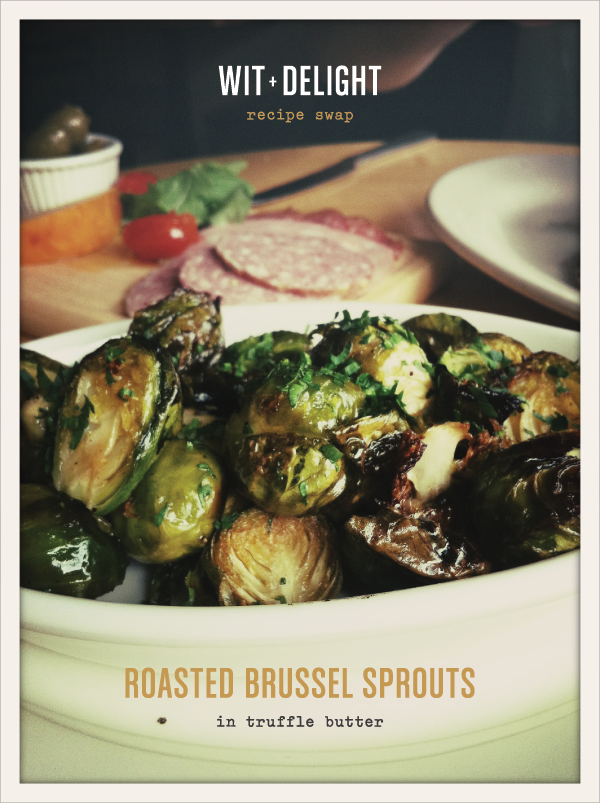 WIT + DELIGHT
recipe swap
ROASTED BRUSSEL SPROUTS
in truffle butter